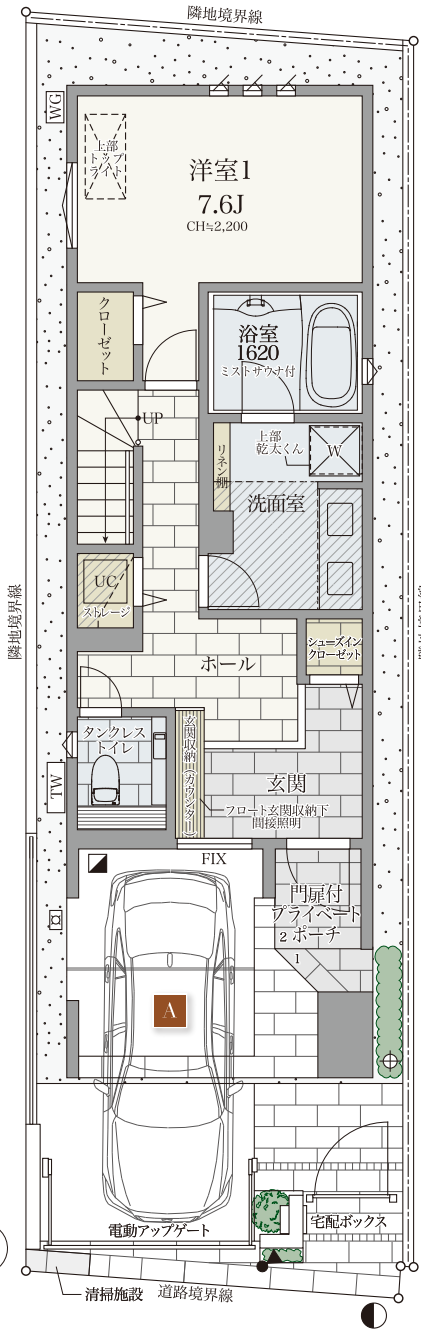 隣地境界線
WG
上部
トップ
ライト
洋室1
7.6J
CH≒2,200
クローゼット
浴室
1620
ミストサウナ付
UP
リネン棚
上部
乾太くん
W
洗面室
UC
ストレージ
隣地境界線
ホール
シューズイン
クローゼット
タンクレス
トイレ
玄関収納(カウンター)
玄関
TW
フロート玄関収納下
間接照明
FIX
門扉付
プライベート
2 ポーチ
1
A
電動アップゲート
宅配ボックス
清掃施設
道路境界線